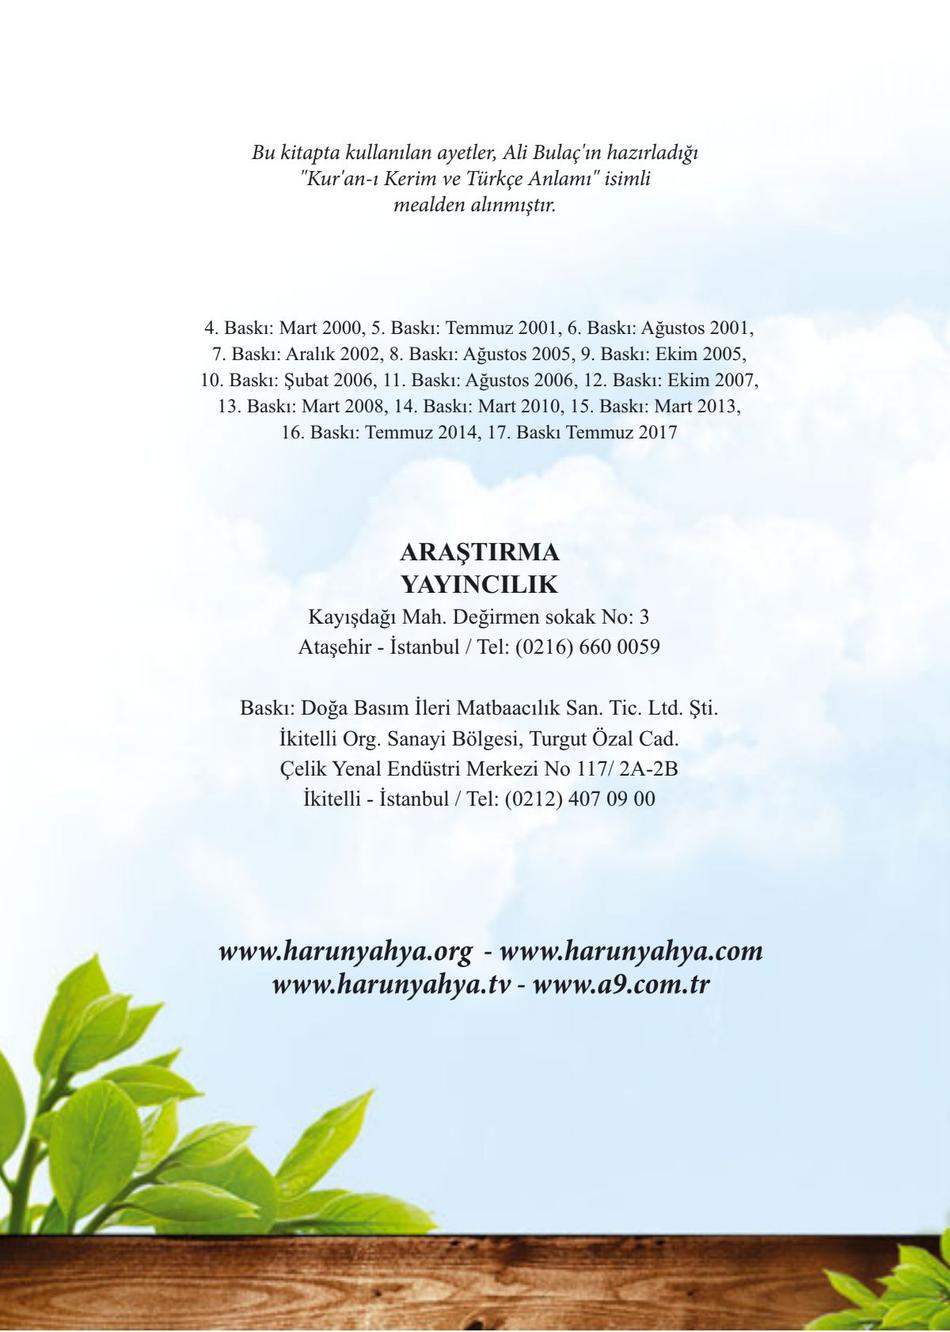 Bu kitapta kullanılan ayetler, Ali Bulaç'ın hazırladığı
"Kur'an-ı Kerim ve Türkçe Anlamı" isimli
mealden alınmıştır.
4. Baskı: Mart 2000, 5. Baskı: Temmuz 2001, 6. Baskı: Ağustos 2001,
7. Baskı: Aralık 2002, 8. Baskı: Ağustos 2005, 9. Baskı: Ekim 2005,
10. Baskı: Şubat 2006, 11. Baskı: Ağustos 2006, 12. Baskı: Ekim 2007,
13. Baskı: Mart 2008, 14. Baskı: Mart 2010, 15. Baskı: Mart 2013,
16. Baskı: Temmuz 2014, 17. Baskı Temmuz 2017
ARAŞTIRMA
YAYINCILIK
Kayışdağı Mah. Değirmen sokak No: 3
Ataşehir - İstanbul / Tel: (0216) 660 0059
Baskı: Doğa Basım İleri Matbaacılık San. Tic. Ltd. Şti.
İkitelli Org. Sanayi Bölgesi, Turgut Özal Cad.
Çelik Yenal Endüstri Merkezi No 117/ 2A-2B
İkitelli - İstanbul / Tel: (0212) 407 09 00
www.harunyahya.org - www.harunyahya.com
www.harunyahya.tv - www.a9.com.tr